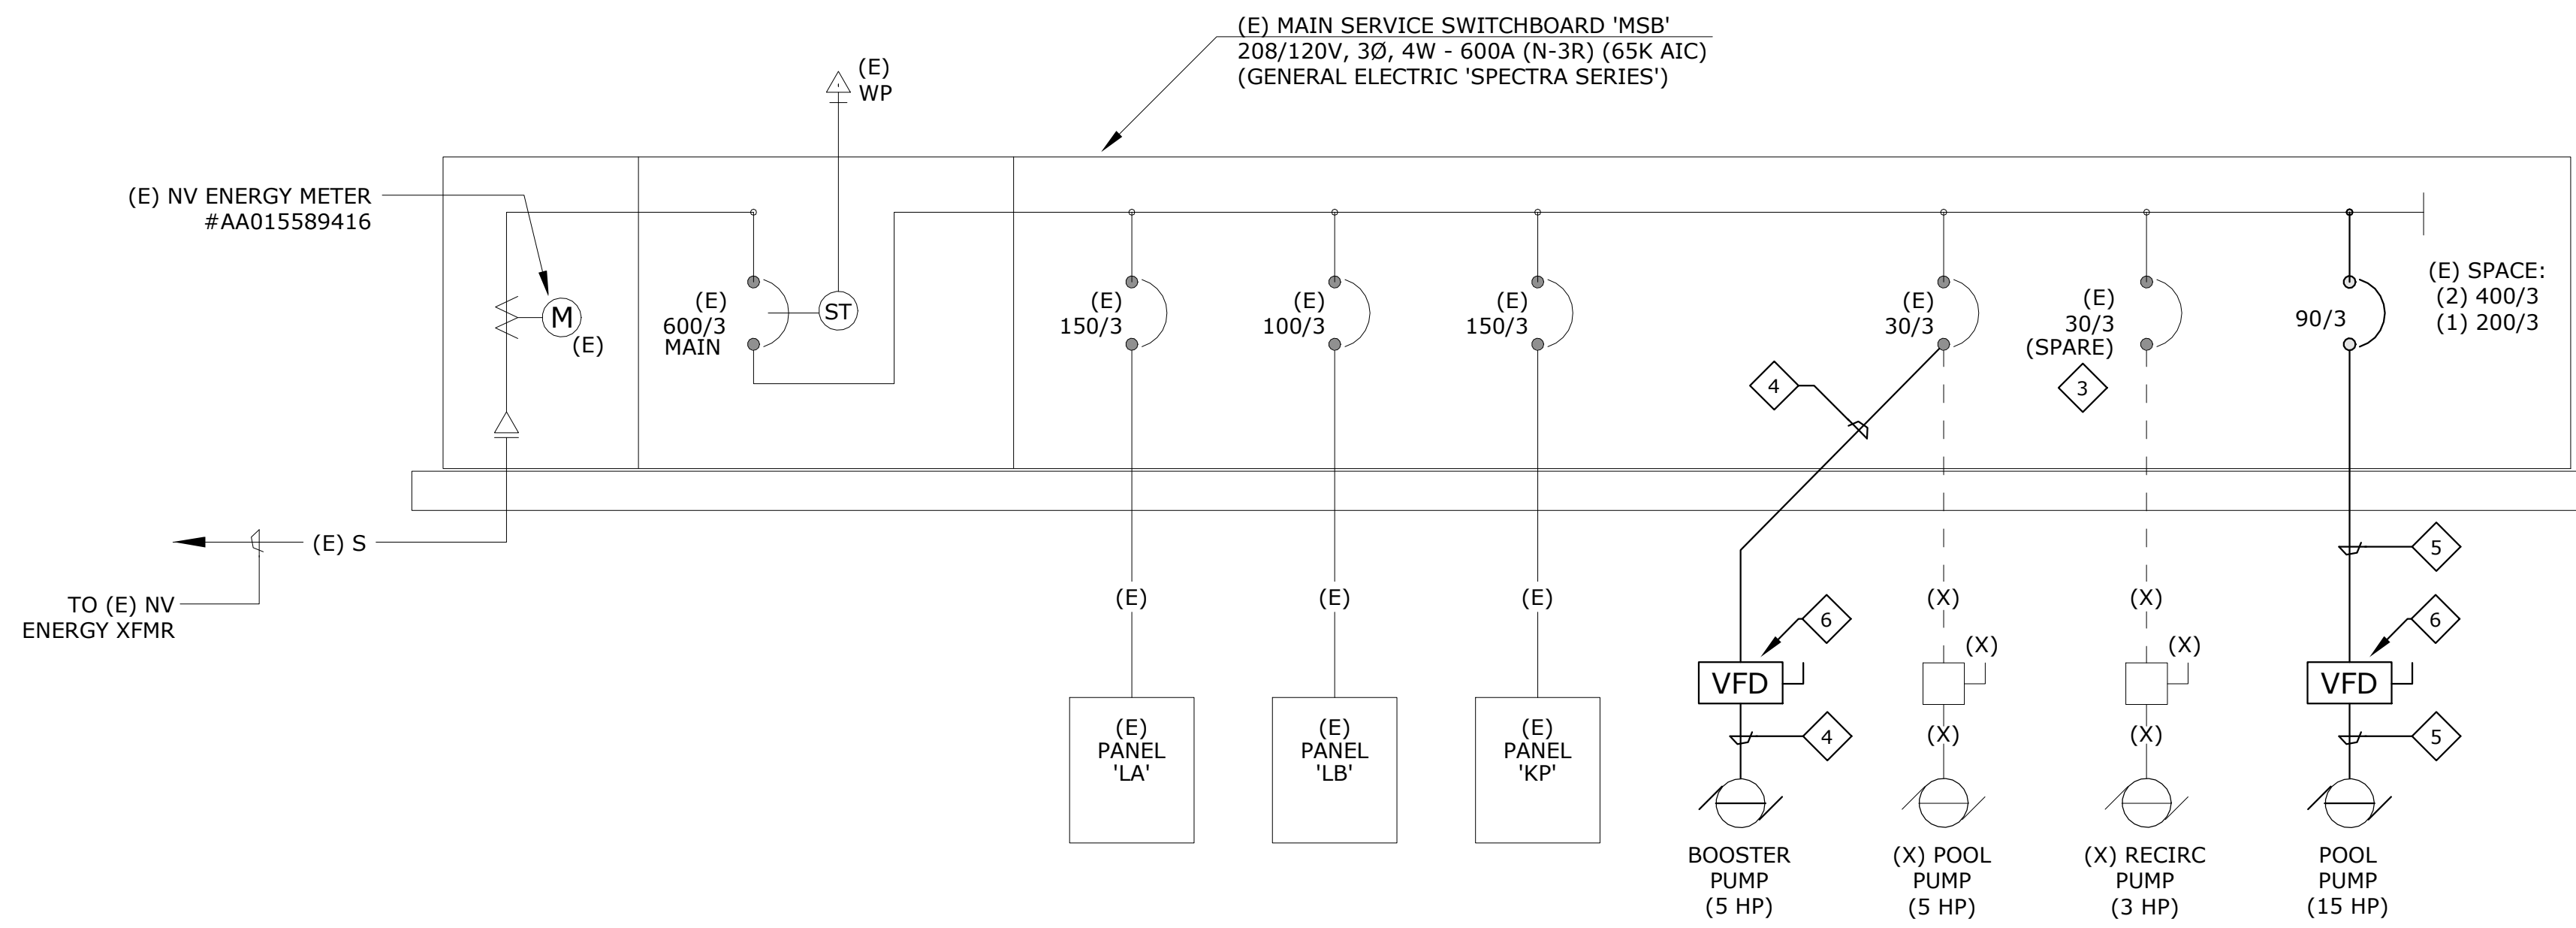 (E) MAIN SERVICE SWITCHBOARD 'MSB'
208/120V, 3Ø, 4W - 600A (N-3R) (65K AIC)
(GENERAL ELECTRIC 'SPECTRA SERIES')
(E)
WP
(E) NV ENERGY METER
#AA015589416
M
(E)
(E)
600/3
MAIN
ST
(E)
150/3
(E)
100/3
(E)
150/3
(E)
30/3
(E)
30/3
(SPARE)
3
90/3
(E) SPACE:
(2) 400/3
(1) 200/3
4
(E) S
TO (E) NV
ENERGY XFMR
5
(E)
(E)
(E)
(X)
(X)
6
6
VFD
(X)
(X)
VFD
(E)
PANEL
'LA'
(E)
PANEL
'LB'
(E)
PANEL
'KP'
4
(X)
(X)
5
BOOSTER
PUMP
(5 HP)
(X) POOL
PUMP
(5 HP)
(X) RECIRC
PUMP
(3 HP)
POOL
PUMP
(15 HP)